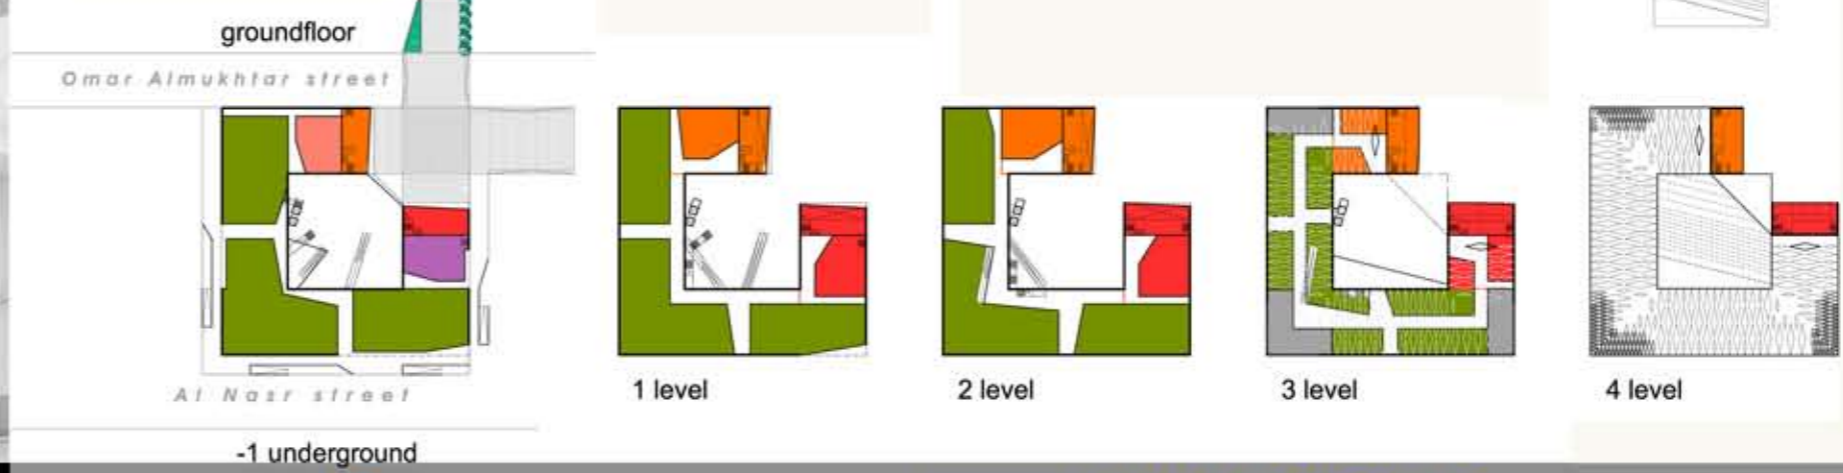 groundfloor
Omar Almukhtar street
1 level
2 level
3 level
4 level
Al Nasr street
-1 underground